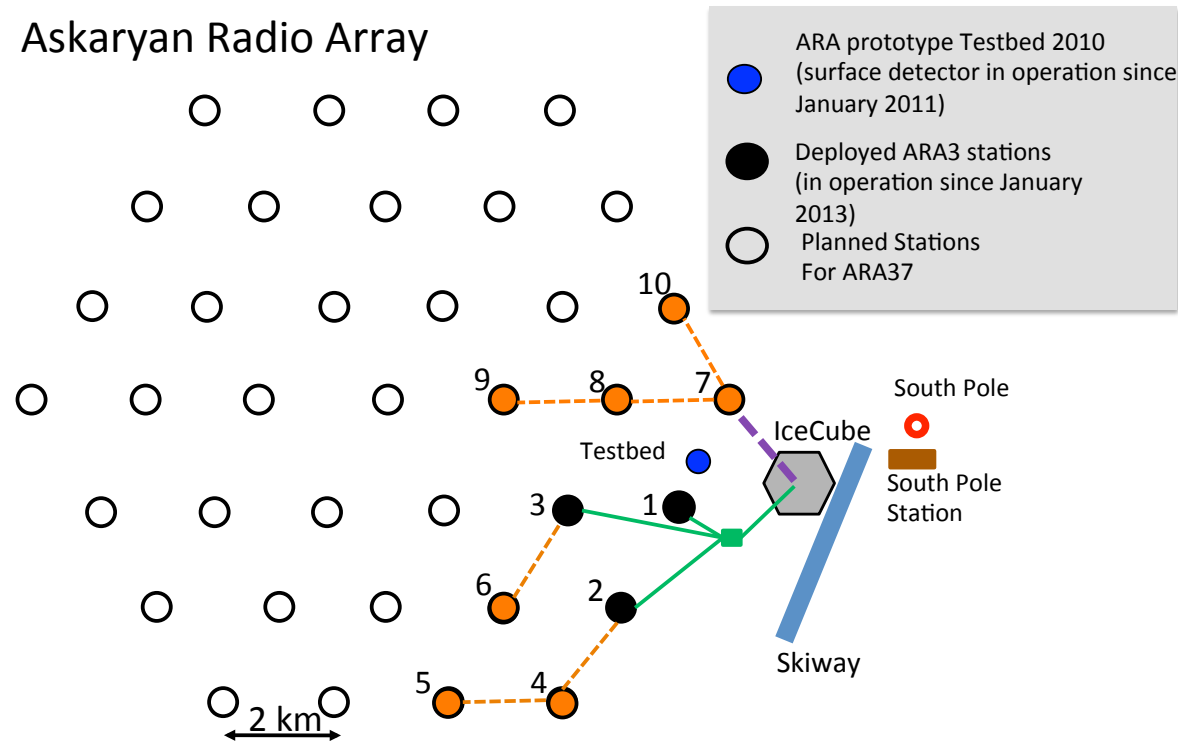 Askaryan Radio Array
ARA prototype Testbed 2010
(surface detector in operation since
January 2011)
Deployed ARA3 stations
(in operation since January
2013)
Planned Stations
For ARA37
10
9
8
7
South Pole
IceCube
Testbed
South Pole
Station
3
1
6
2
Skiway
5
4
2 km